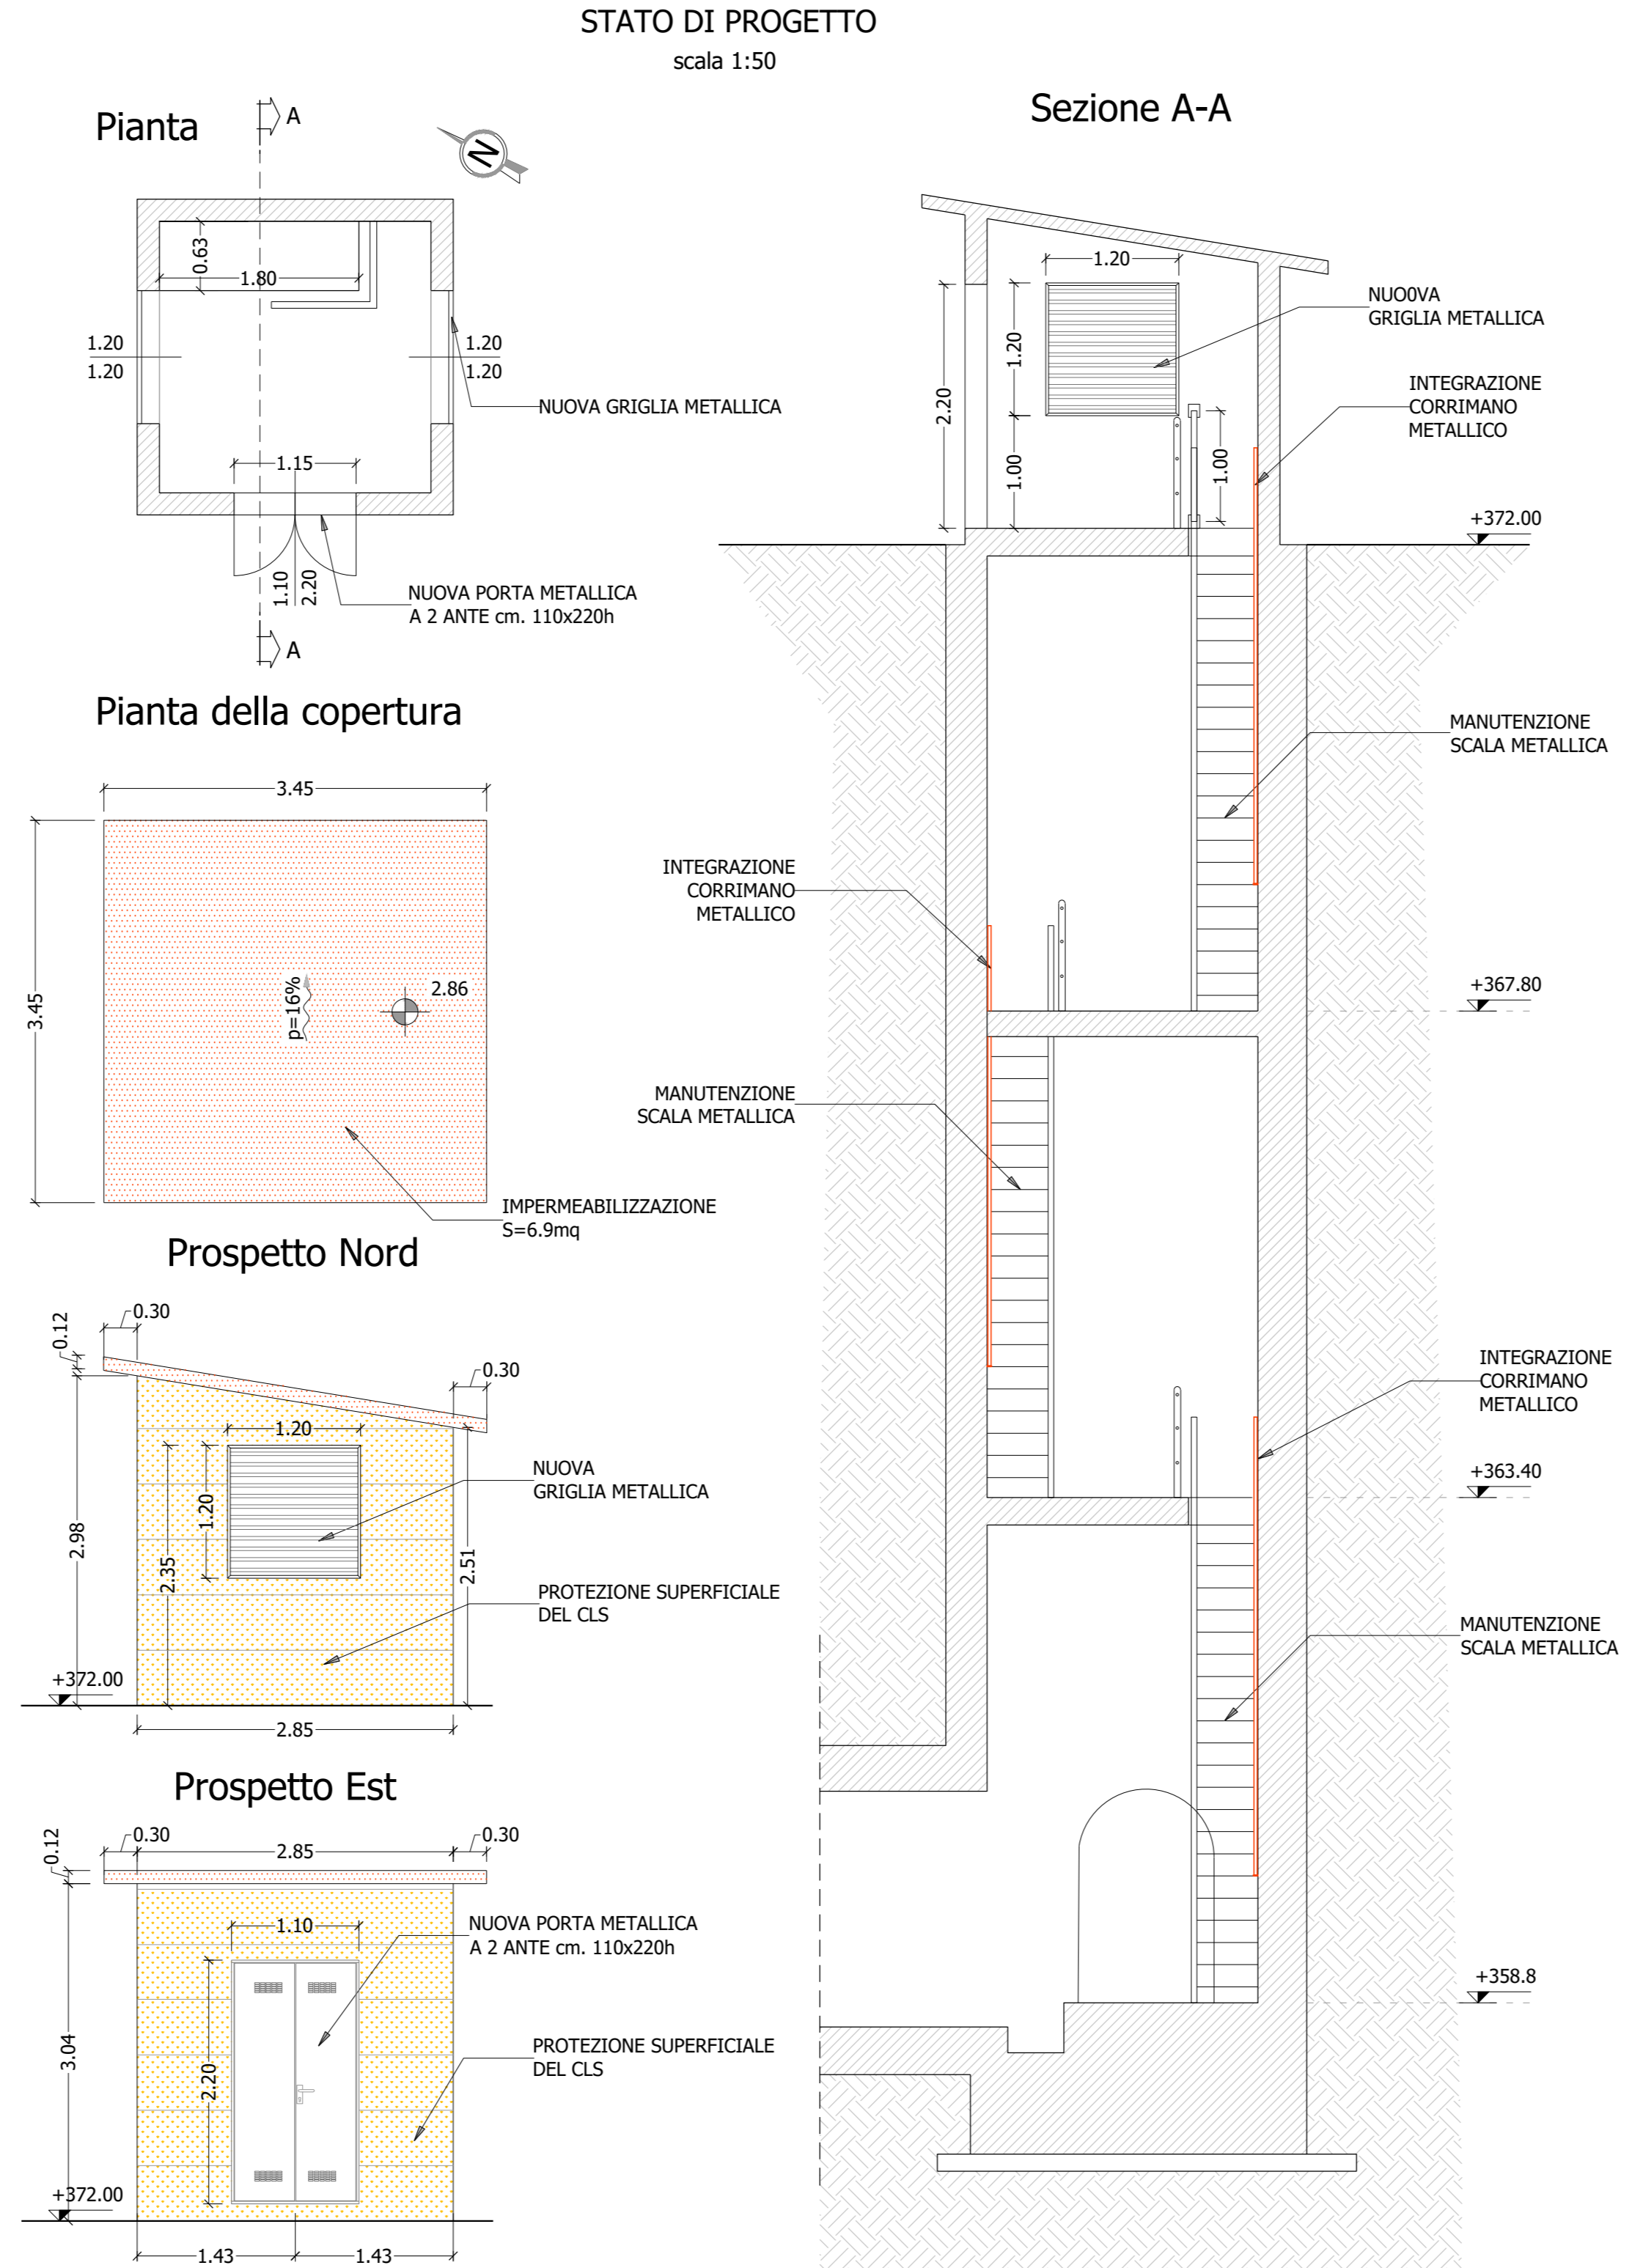 STATO DI PROGETTO
scala 1:50
Pianta
A
N
0.63
1.80
1.20
1.20
1.20
1.20
NUOVA GRIGLIA METALLICA
1.15
1.10
2.20
NUOVA PORTA METALLICA
A 2 ANTE cm. 110x220h
A
Pianta della copertura
3.45
3.45
p=16%
2.86
IMPERMEABILIZZAZIONE
S=6.9mq
Prospetto Nord
0.12
0.30
0.30
1.20
1.20
2.98
2.35
2.51
NUOVA
GRIGLIA METALLICA
PROTEZIONE SUPERFICIALE
DEL CLS
+372.00
2.85
Prospetto Est
0.12
0.30
2.85
0.30
1.10
NUOVA PORTA METALLICA
A 2 ANTE cm. 110x220h
3.04
2.20
PROTEZIONE SUPERFICIALE
DEL CLS
+372.00
1.43
1.43
Sezione A-A
1.20
NUO0VA
GRIGLIA METALLICA
1.20
2.20
1.00
1.00
INTEGRAZIONE
CORRIMANO
METALLICO
+372.00
MANUTENZIONE
SCALA METALLICA
INTEGRAZIONE
CORRIMANO
METALLICO
+367.80
MANUTENZIONE
SCALA METALLICA
INTEGRAZIONE
CORRIMANO
METALLICO
+363.40
MANUTENZIONE
SCALA METALLICA
+358.8